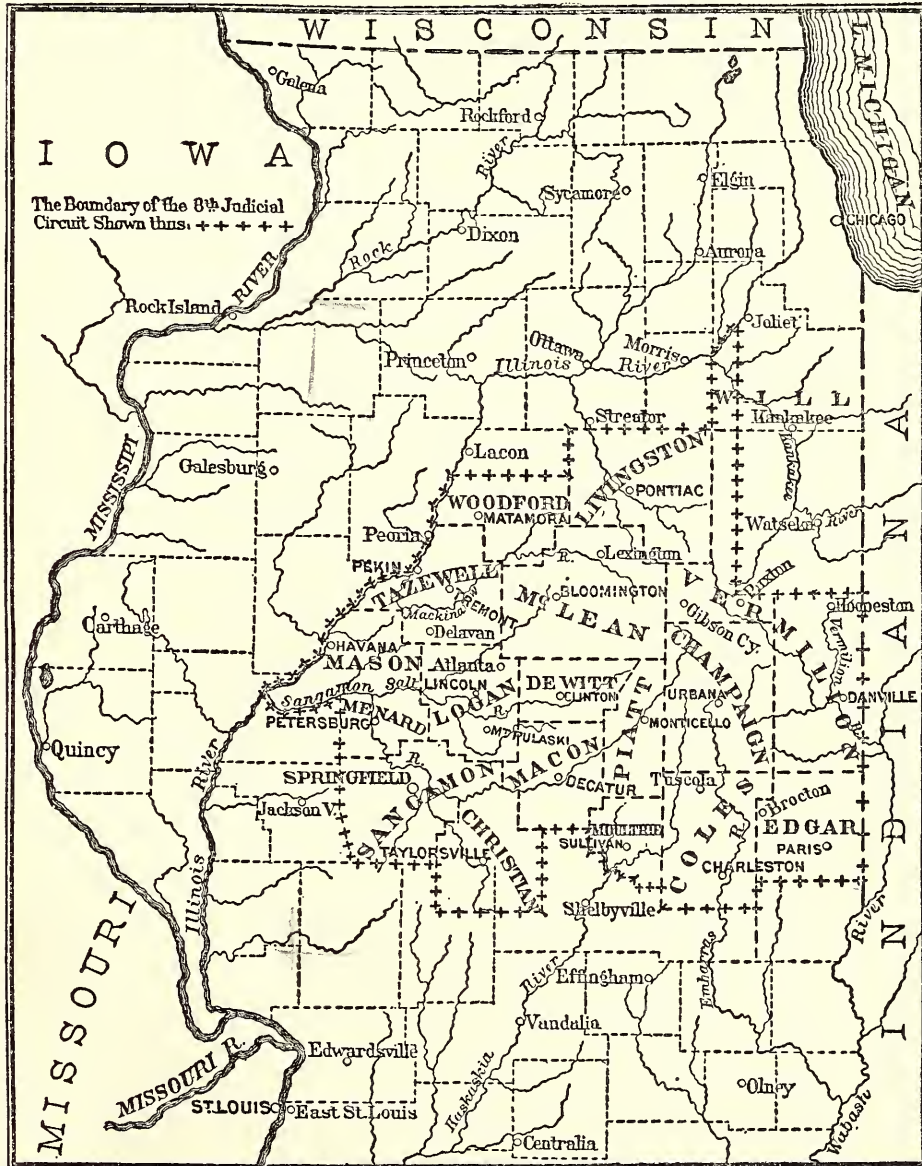 WISCONSIN
L. MICHIGAN
Galena
Rockford
IOWA
River
Sycamore
Elgin
The Boundary of the 8th Judicial
Circuit Shown thus: +++++
CHICAGO
Dixon
Rock
Aurora
RIVER
Rock Island
Joliet
Ottawa
Morris
Princeton
Illinois
River
WILL
Streator
Kankakee
Kankakee
MISSISSIPPI
Galesburg
Lacon
LIVINGSTON
WOODFORD
PONTIAC
MATAMORA
Watseka
River
Peoria
R.
Lexington
PEKIN
TAZEWELL
Paxton
VERMILLION
Mackinaw
TREMONT
BLOOMINGTON
Hoopeston
McLEAN
Gibson Cy.
Carthage
Delavan
Vermilion
R.
HAVANA
CHAMPAIGN
MASON
Atlanta
DE WITT
Sangamon
Salt
LINCOLN
LOGAN
CLINTON
PIATT
URBANA
DANVILLE
PETERSBURG
MENARD
R.
MONTICELLO
Mt. PULASKI
Quincy
River
R.
MACON
SPRINGFIELD
DECATUR
Tuscola
INDIANA
Jackson V.
SANGAMON
COLES
Brocton
MOULTRIE
EDGAR
SULLIVAN
R.
PARIS
TAYLORSVILLE
CHRISTIAN
CHARLESTON
Illinois
Shelbyville
River
MISSOURI
River
Effingham
Embarras
Vandalia
Edwardsville
MISSOURI R.
Kaskaskia
Olney
ST. LOUIS
East St. Louis
Wabash
Centralia